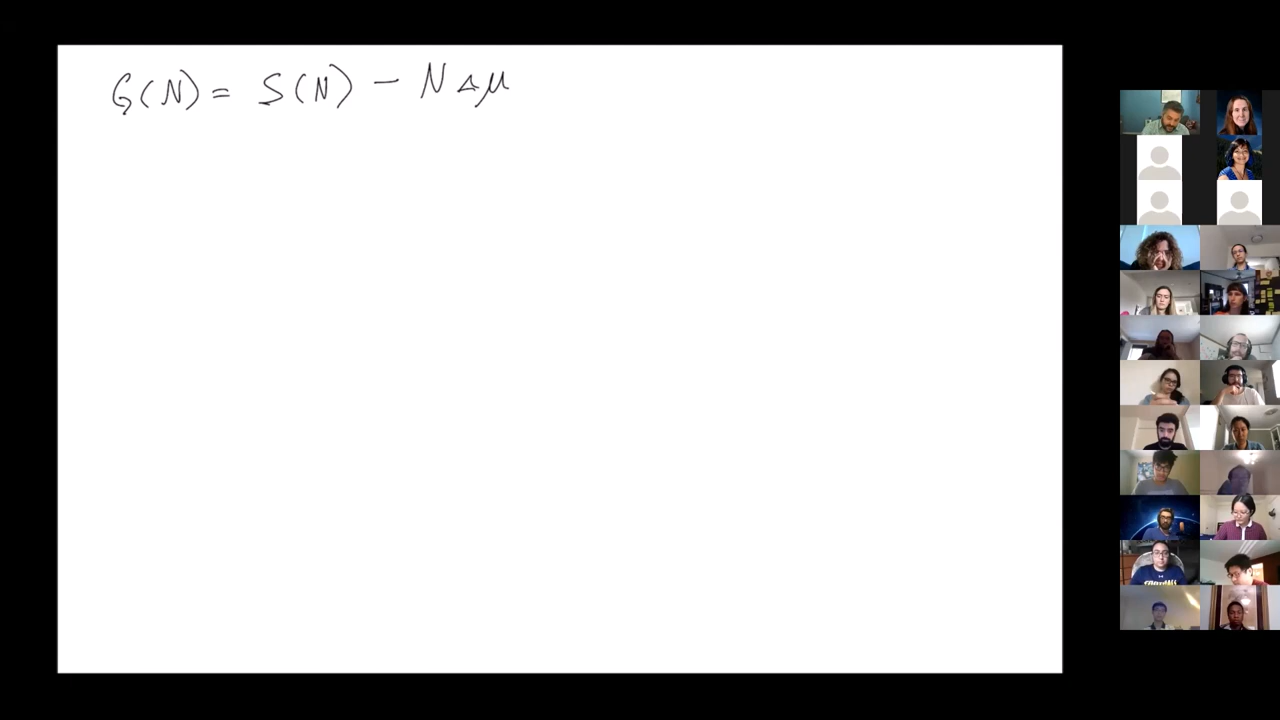 G(N) = S(N) - NΔμ